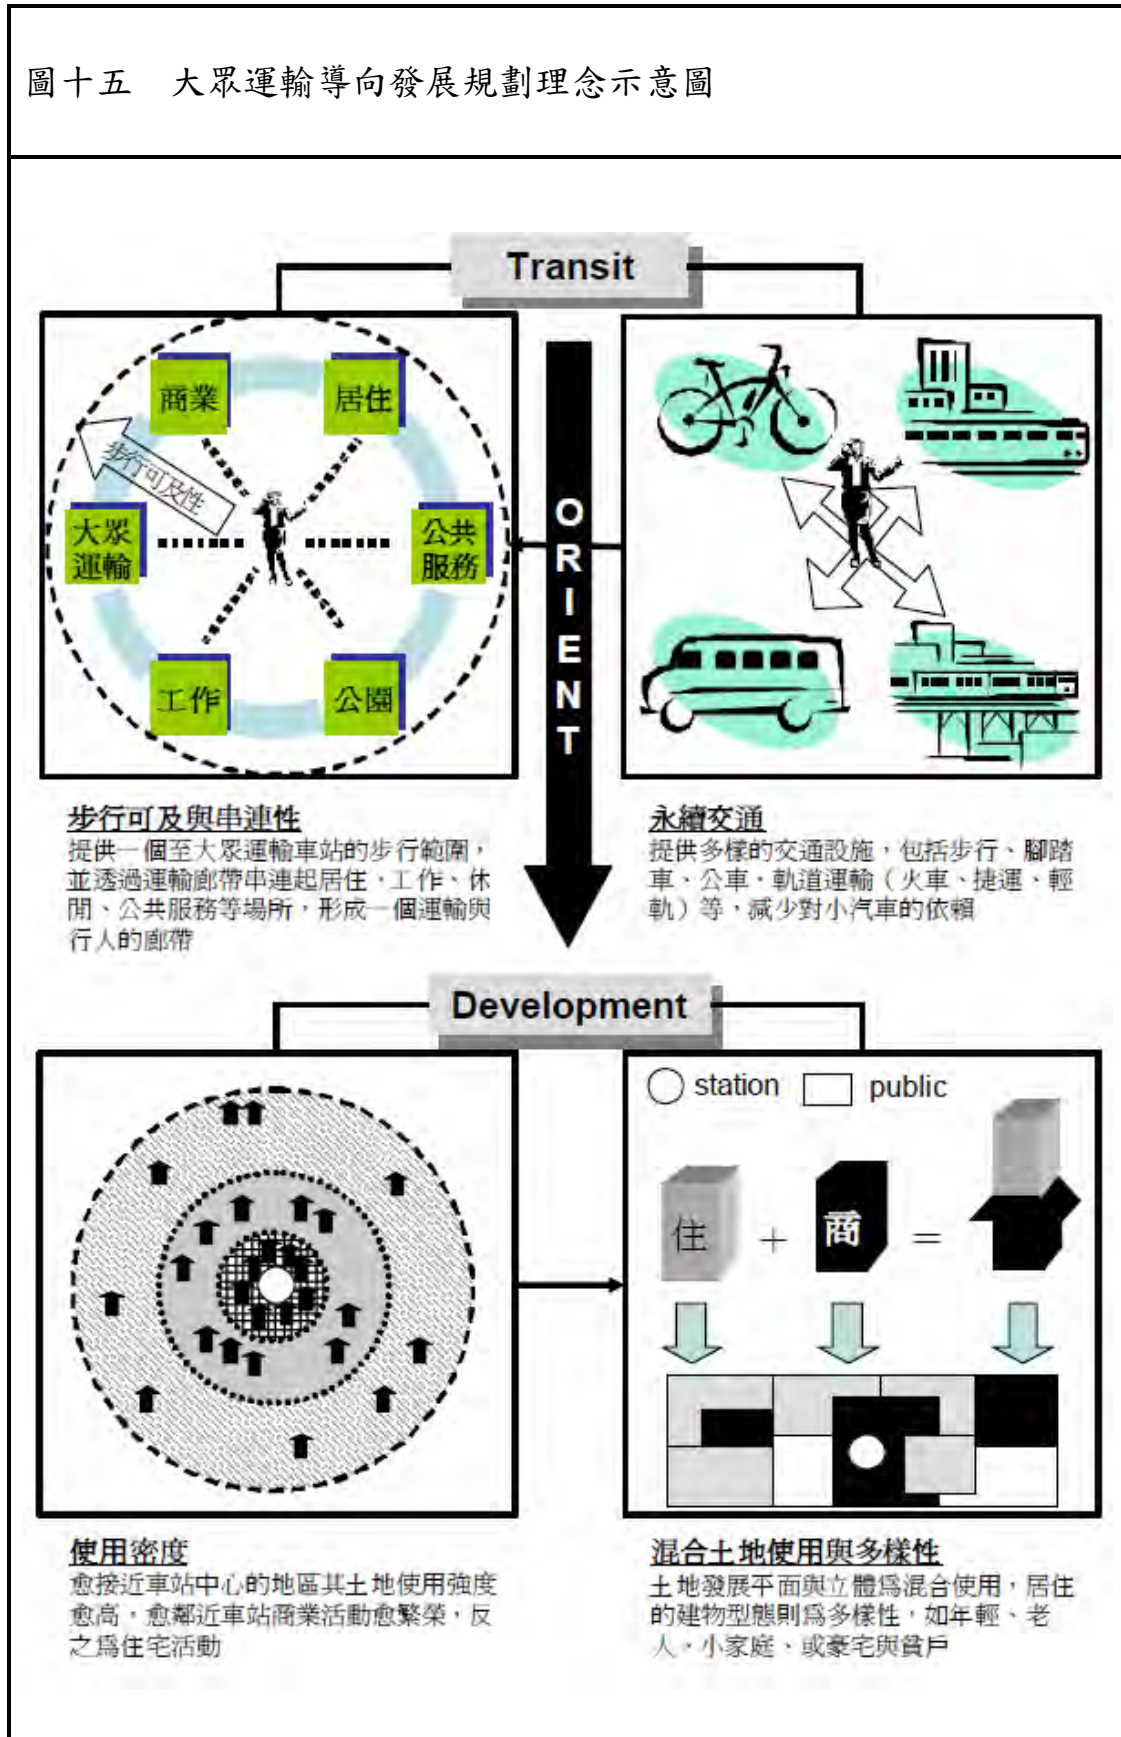 圖十五　大眾運輸導向發展規劃理念示意圖
Transit
商業
居住
步行可及性
大眾
運輸
公共
服務
工作
公園
ORIENT
步行可及與串連性
提供一個至大眾運輸車站的步行範圍，
並透過運輸廊帶串連起居住，工作、休
閒、公共服務等場所，形成一個運輸與
行人的廊帶
永續交通
提供多樣的交通設施，包括步行、腳踏
車、公車，軌道運輸（火車、捷運、輕
軌）等，減少對小汽車的依賴
Development
station
public
住
+
商
=
使用密度
愈接近車站中心的地區其土地使用強度
愈高，愈鄰近車站商業活動愈繁榮，反
之為住宅活動
混合土地使用與多樣性
土地發展平面與立體為混合使用，居住
的建物型態則為多樣性，如年輕、老
人，小家庭、或豪宅與貧戶